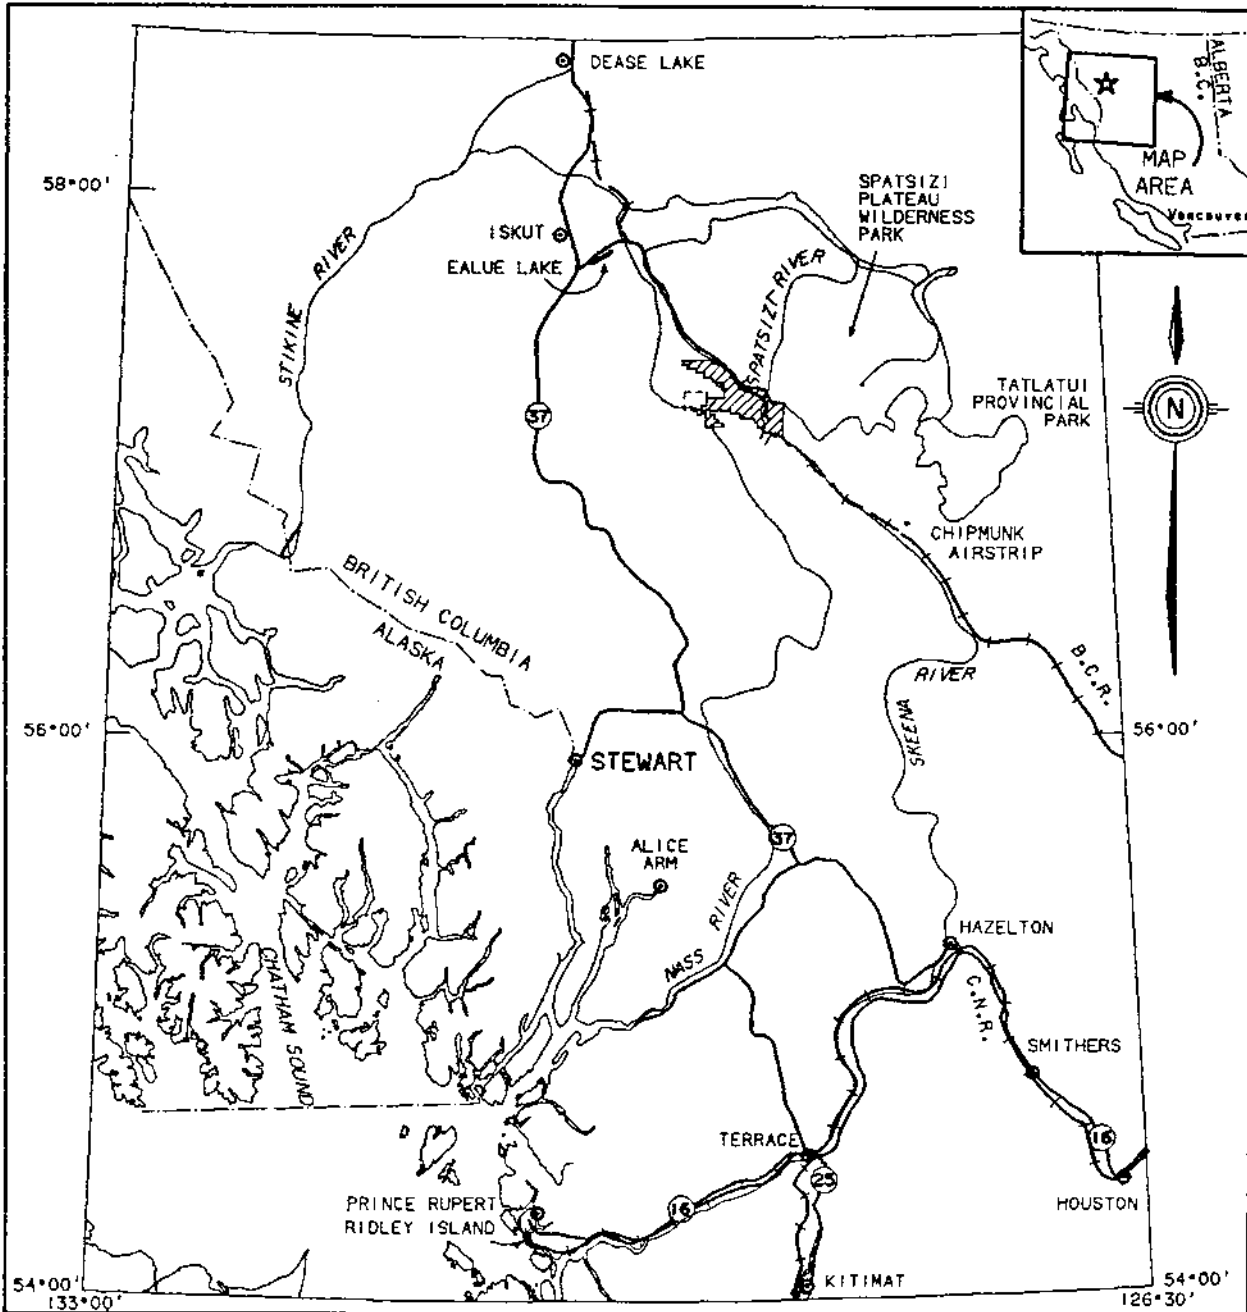 DEASE LAKE
ALBERTA
B.C.
MAP
AREA
VANCOUVER
58°00'
SPATSIZI
PLATEAU
WILDERNESS
PARK
ISKUT
EALUE LAKE
STIKINE RIVER
SPATSIZI RIVER
TATLATUI
PROVINCIAL
PARK
N
37
CHIPMUNK
AIRSTRIP
BRITISH COLUMBIA
ALASKA
B.C.R.
SKEENA RIVER
56°00'
56°00'
STEWART
37
ALICE
ARM
NASS RIVER
HAZELTON
CHATHAM SOUND
C.N.R.
SMITHERS
TERRACE
16
25
PRINCE RUPERT
RIDLEY ISLAND
16
HOUSTON
KITIMAT
54°00'
133°00'
54°00'
126°30'